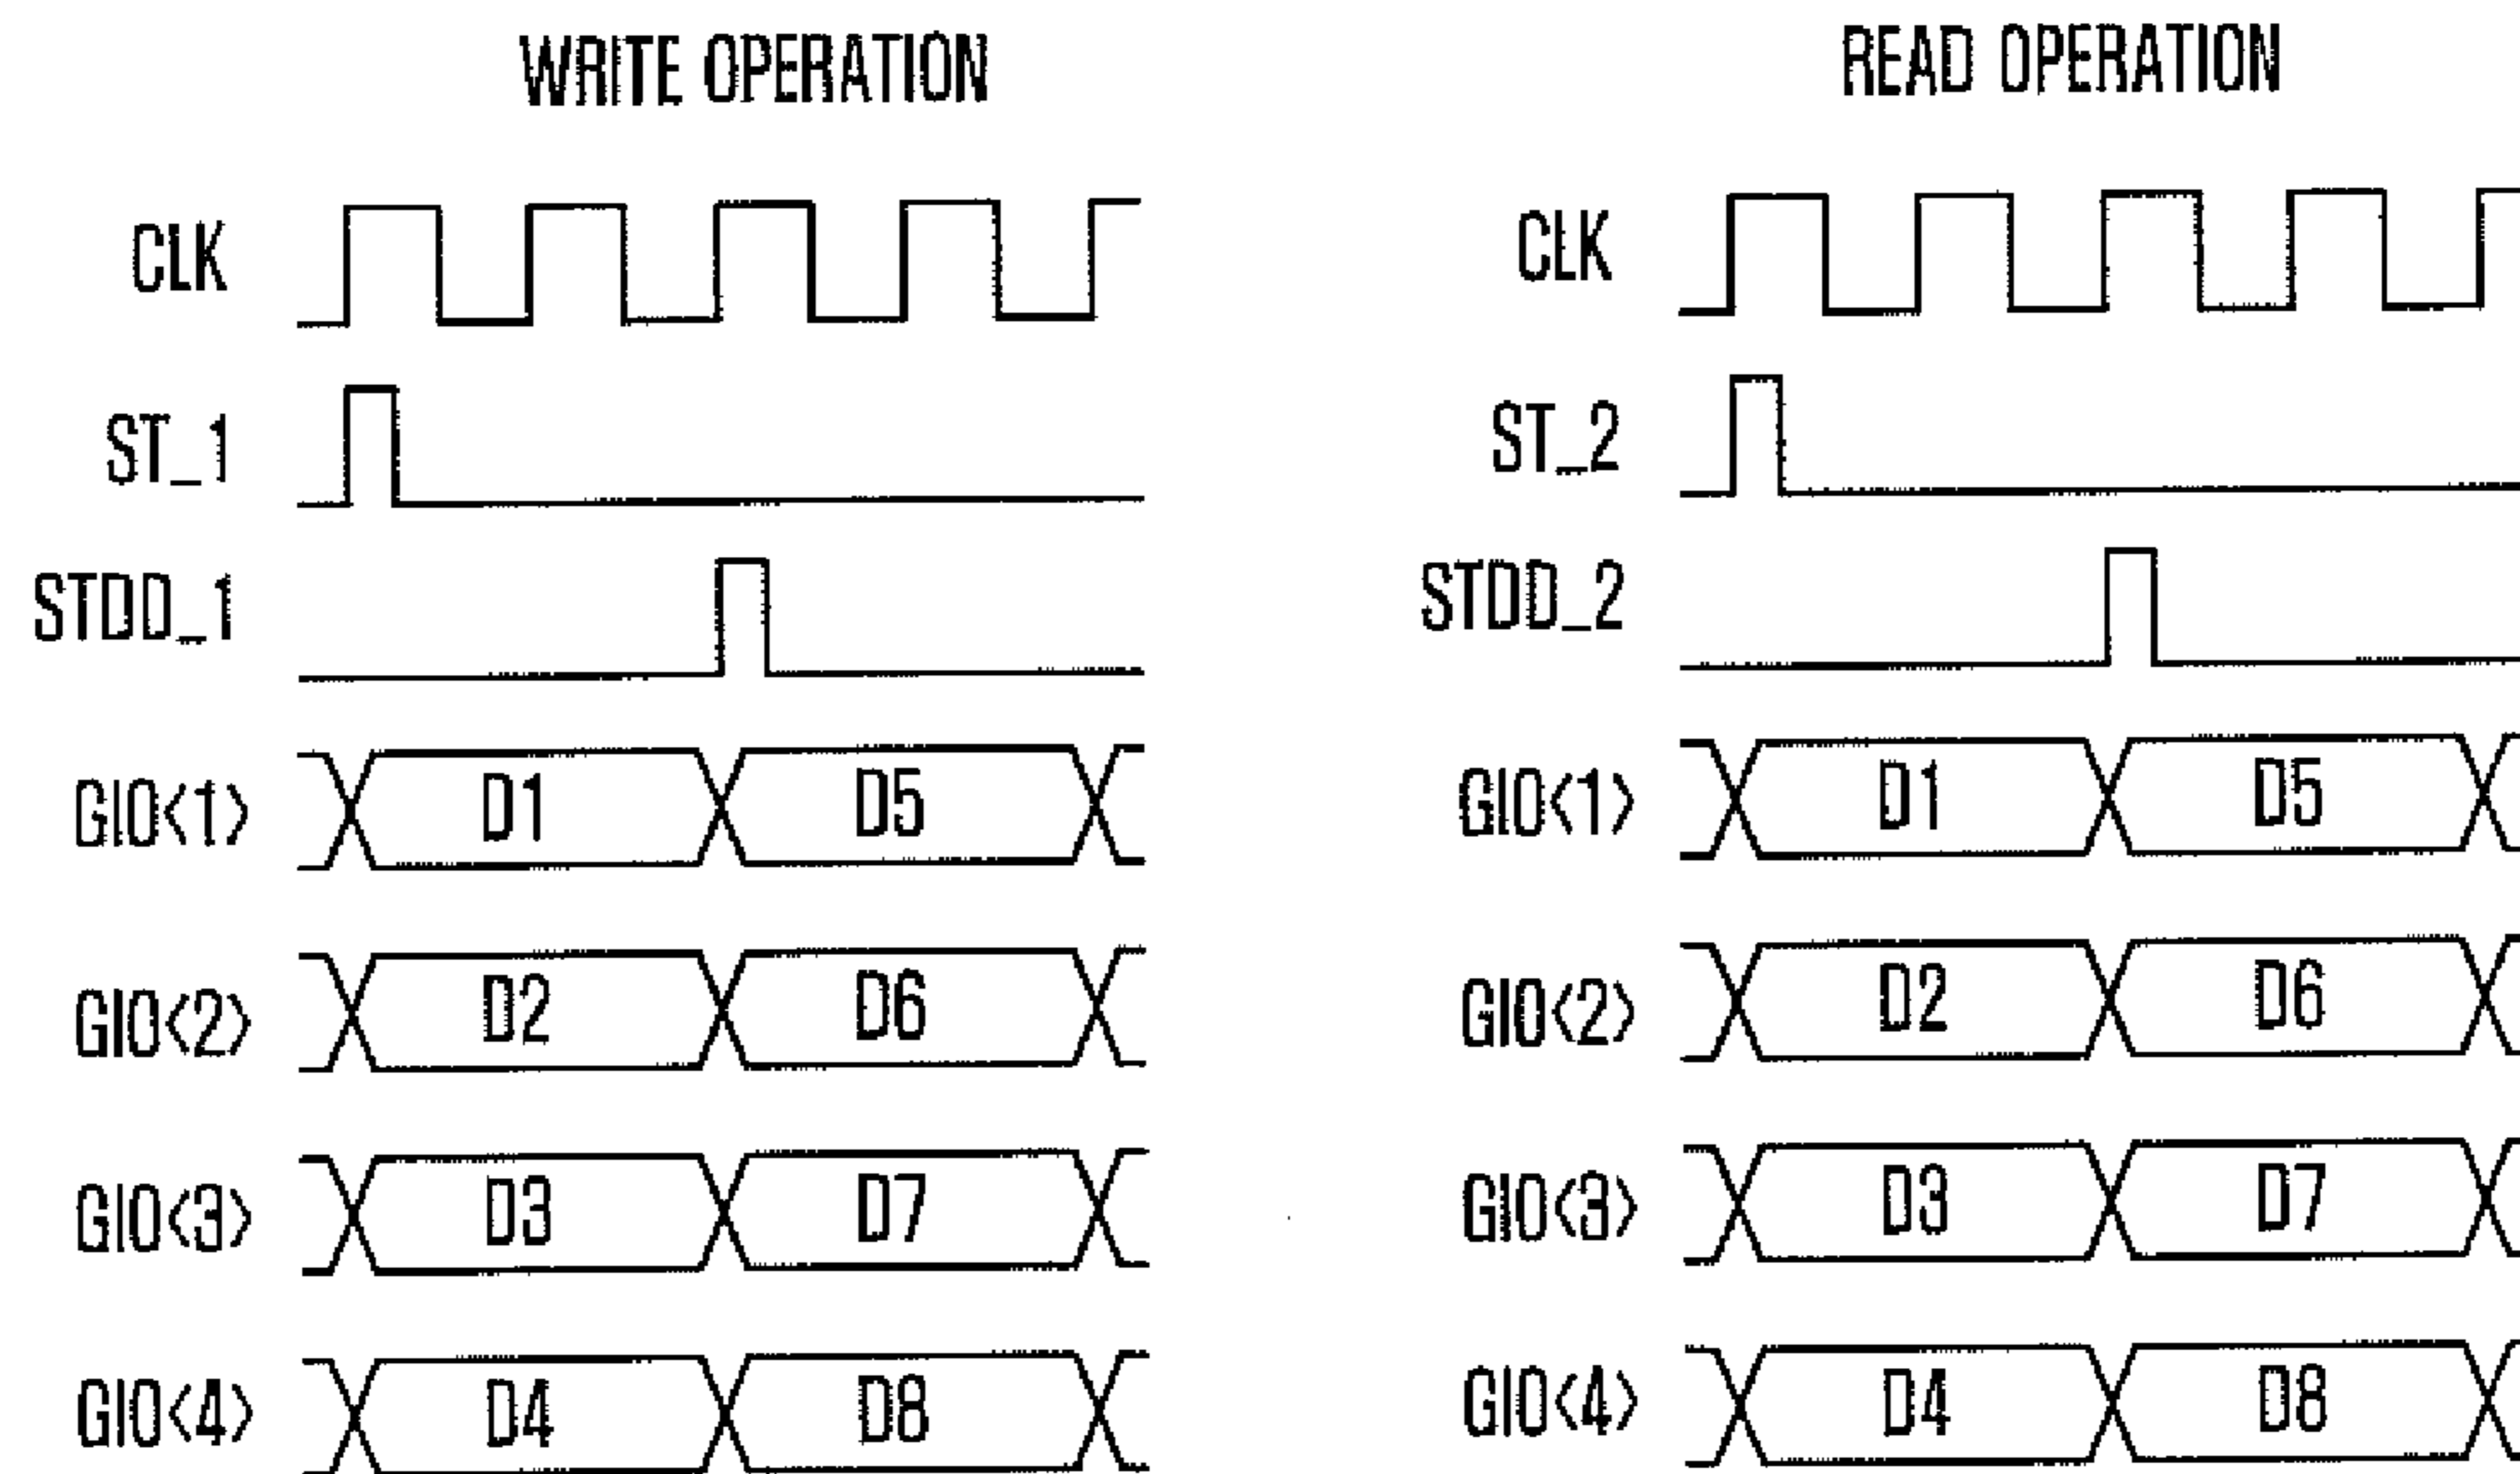 WRITE OPERATION
CLK
ST_1
STDD_1
GIO<1> D1 D5
GIO<2> D2 D6
GIO<3> D3 D7
GIO<4> D4 D8
READ OPERATION
CLK
ST_2
STDD_2
GIO<1> D1 D5
GIO<2> D2 D6
GIO<3> D3 D7
GIO<4> D4 D8